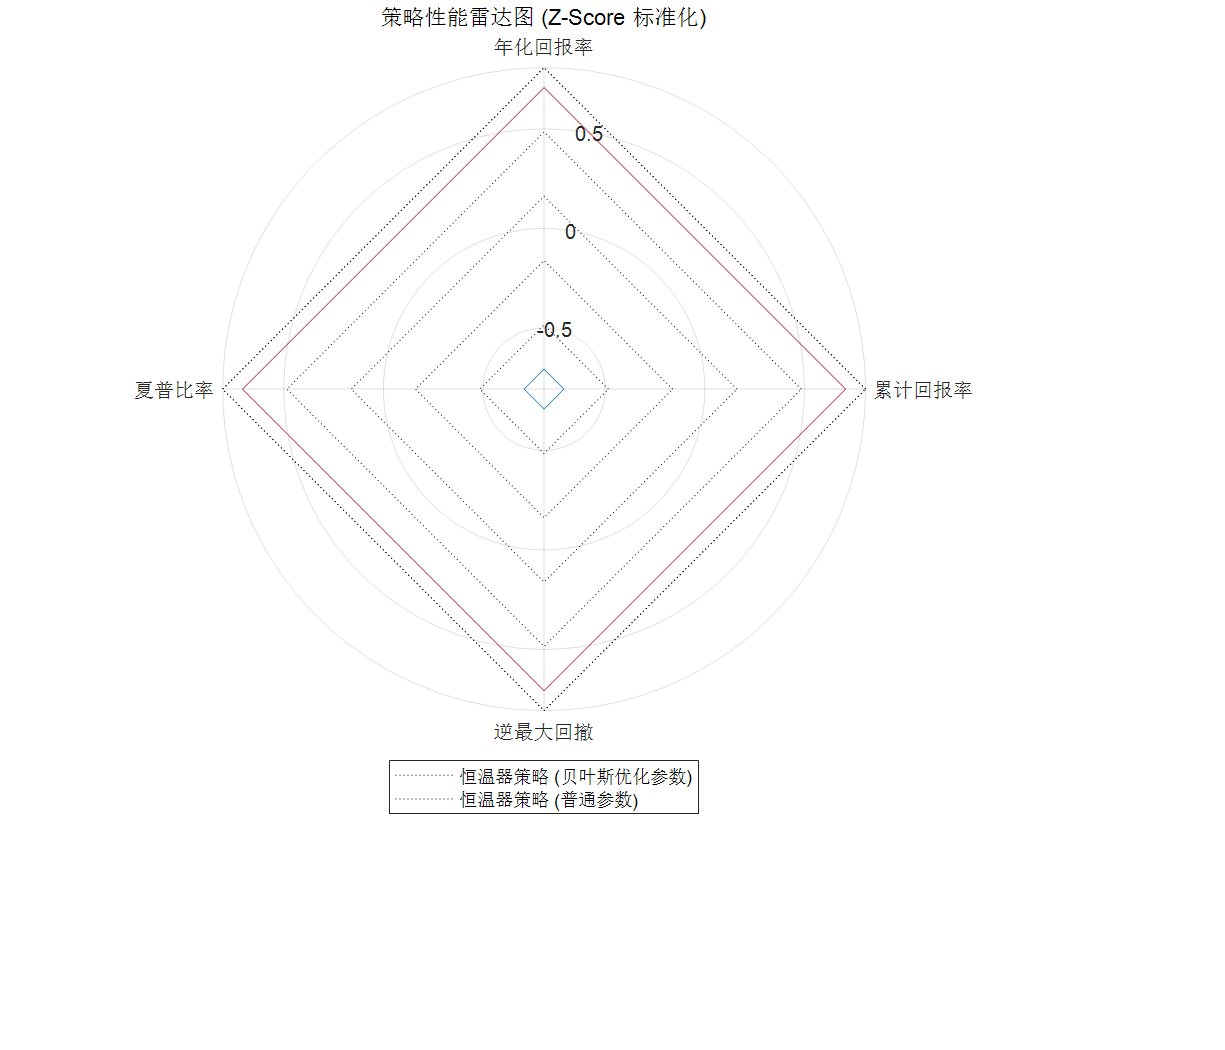 策略性能雷达图 (Z-Score 标准化)
年化回报率
0.5
0
-0.5
夏普比率
累计回报率
逆最大回撤
恒温器策略 (贝叶斯优化参数)
恒温器策略 (普通参数)